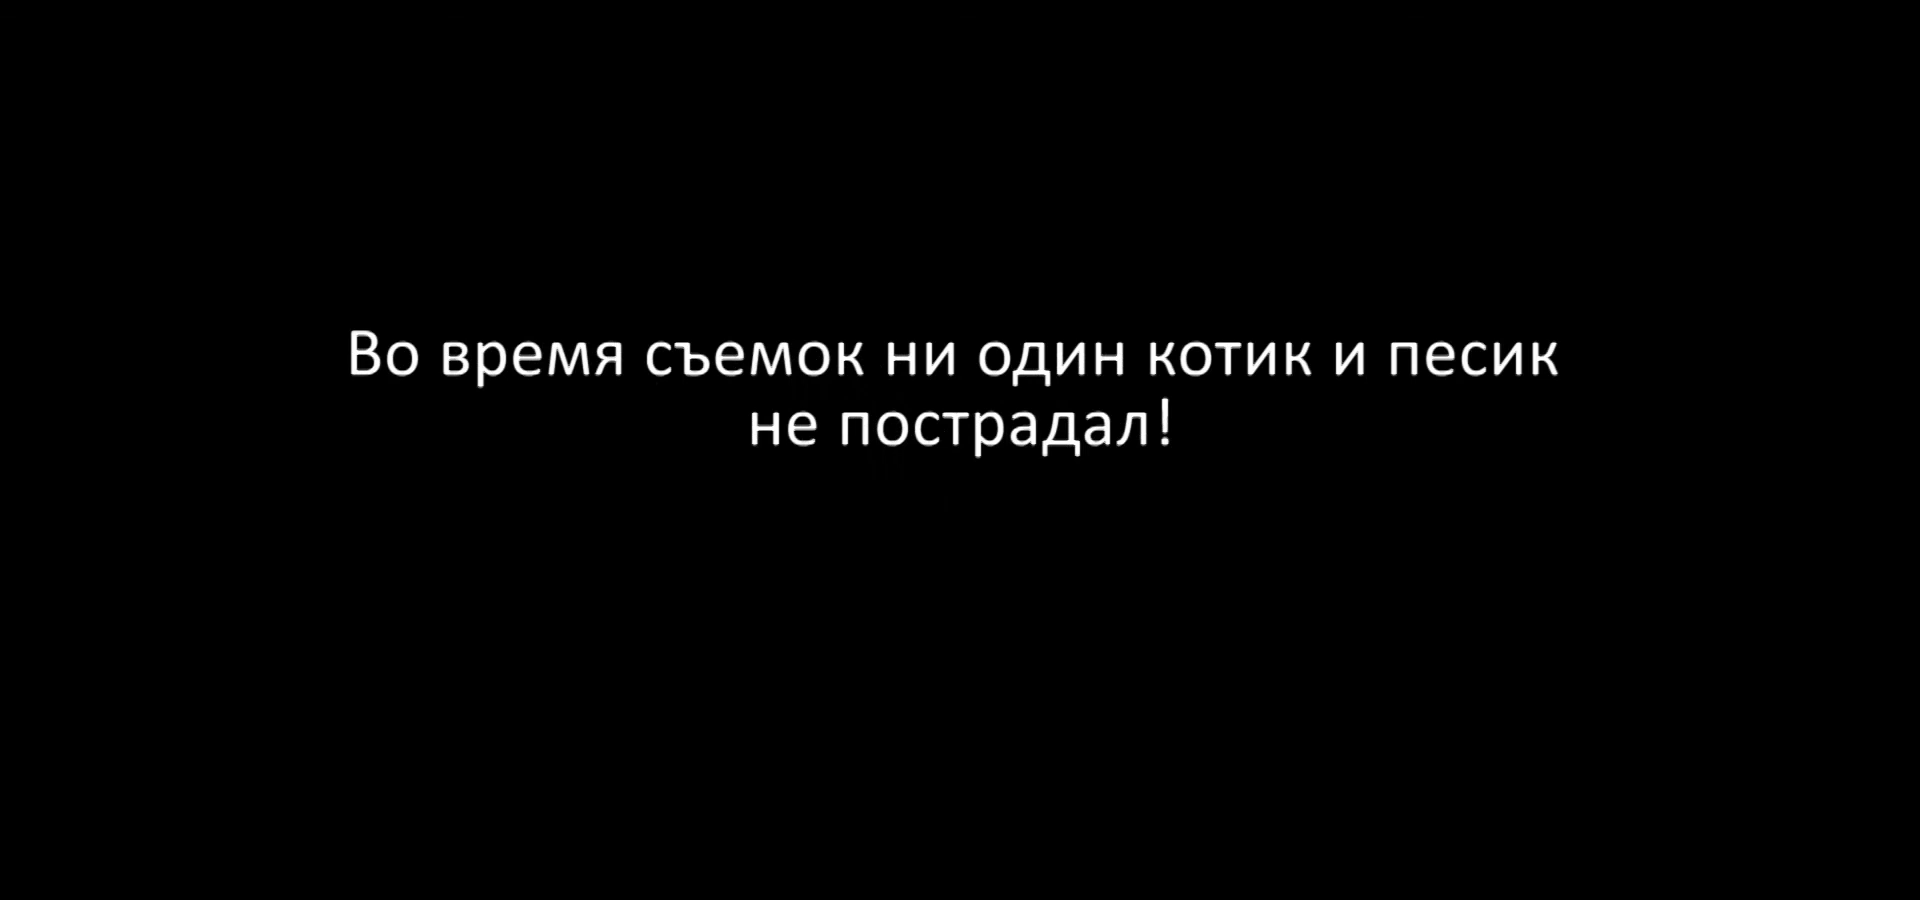 Во время съемок ни один котик и песик
не пострадал!